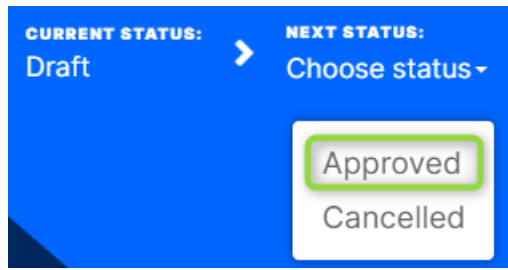 CURRENT STATUS:
Draft
NEXT STATUS:
Choose status
Approved
Cancelled